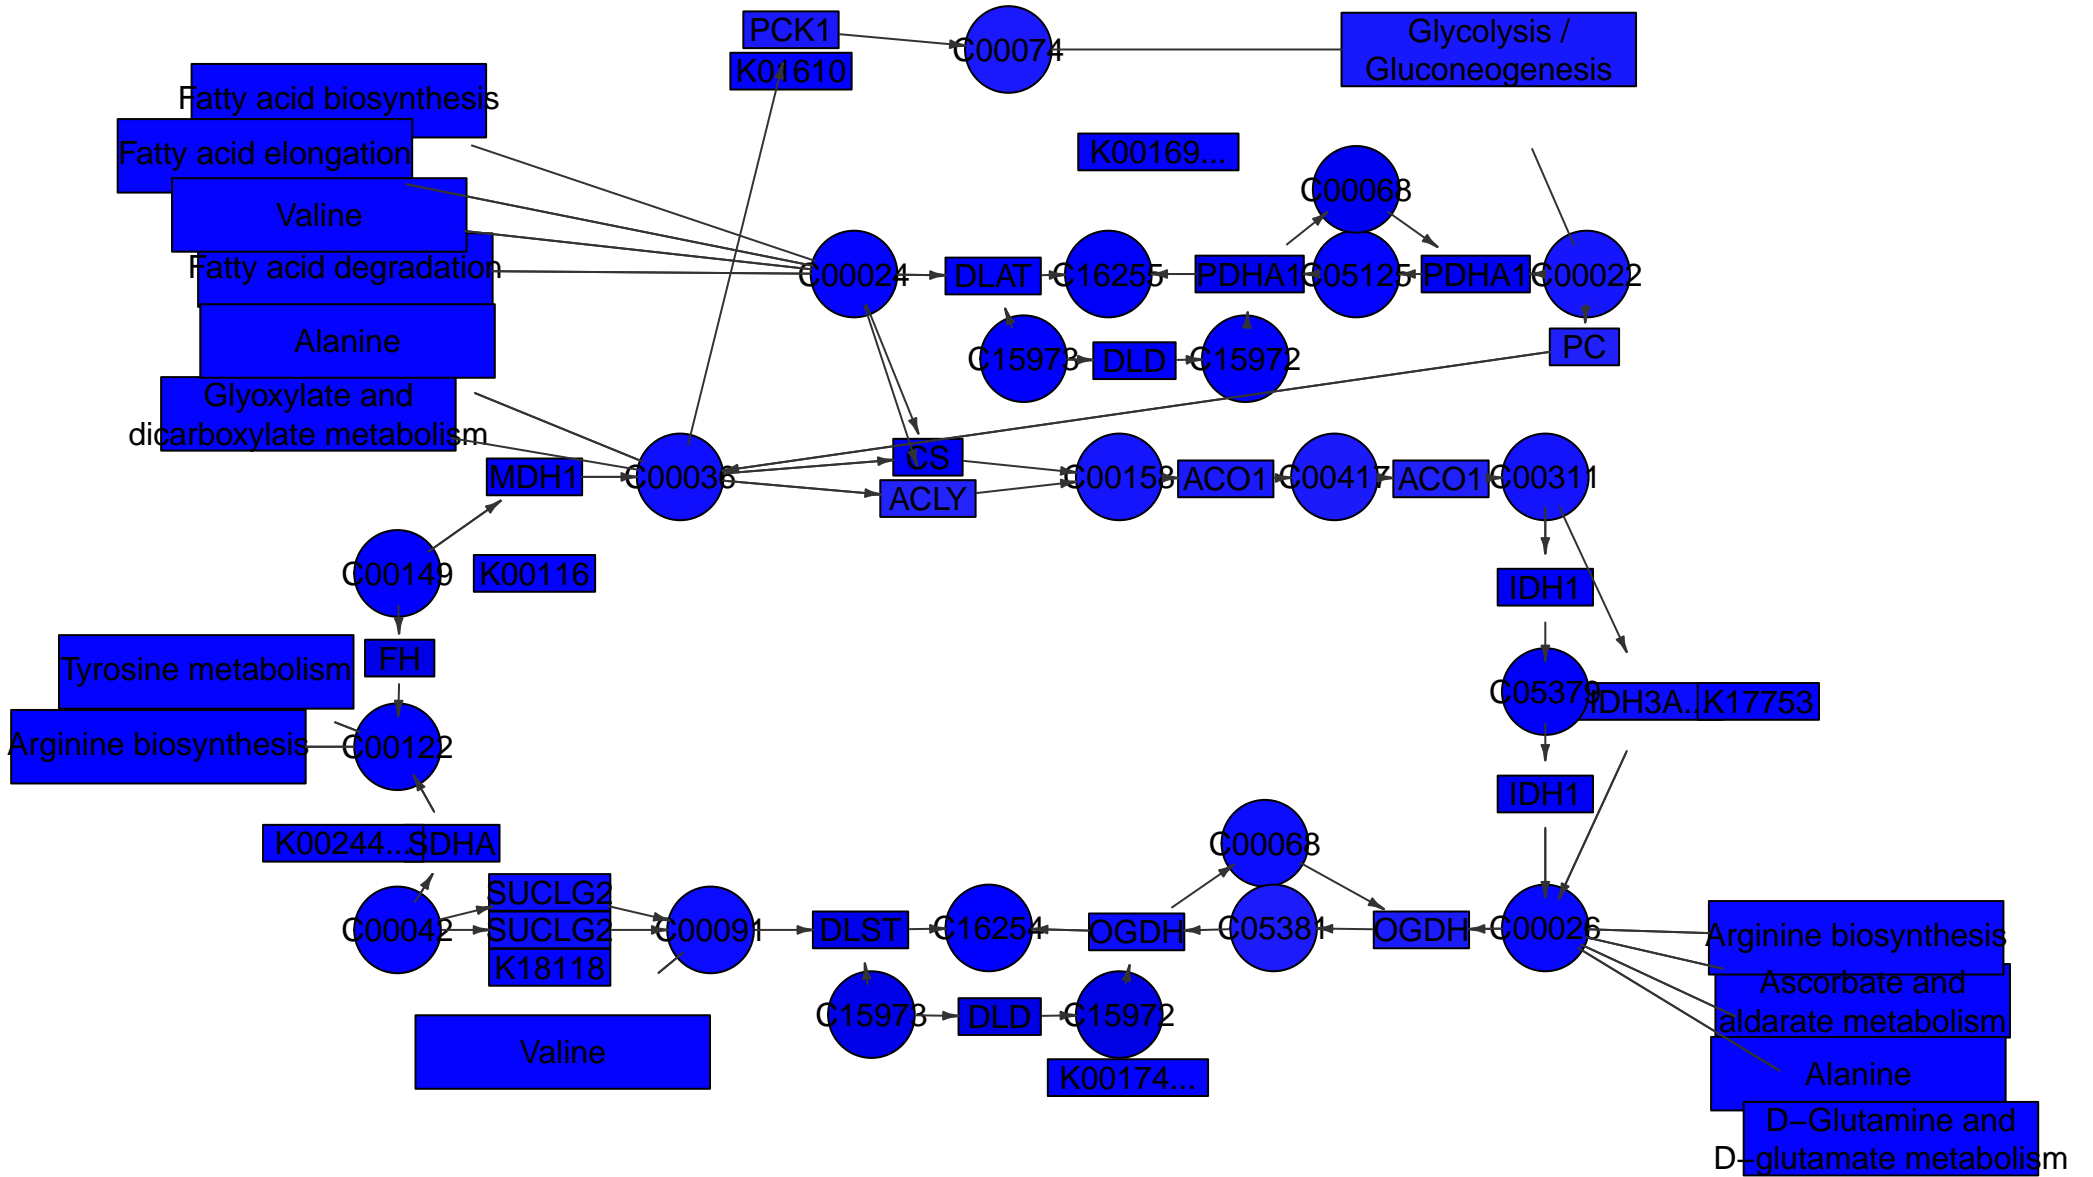 PCK1
C00074
Glycolysis /
Gluconeogenesis
K01610
Fatty acid biosynthesis
Fatty acid elongation
K00169...
C00068
Valine
Fatty acid degradation
C00024
DLAT
C16255
PDHA1
C05125
PDHA1
C00022
Alanine
C15973
DLD
C15972
PC
Glyoxylate and
dicarboxylate metabolism
MDH1
C00036
CS
ACLY
C00158
ACO1
C00417
ACO1
C00311
C00149
K00116
IDH1
FH
Tyrosine metabolism
C05379
IDH3A...
K17753
Arginine biosynthesis
C00122
IDH1
K00244...
SDHA
C00068
SUCLG2
C00042
SUCLG2
C00091
DLST
C16254
OGDH
C05381
OGDH
C00026
Arginine biosynthesis
K18118
Ascorbate and
aldarate metabolism
C15973
DLD
C15972
Valine
K00174...
Alanine
D−Glutamine and
D−glutamate metabolism